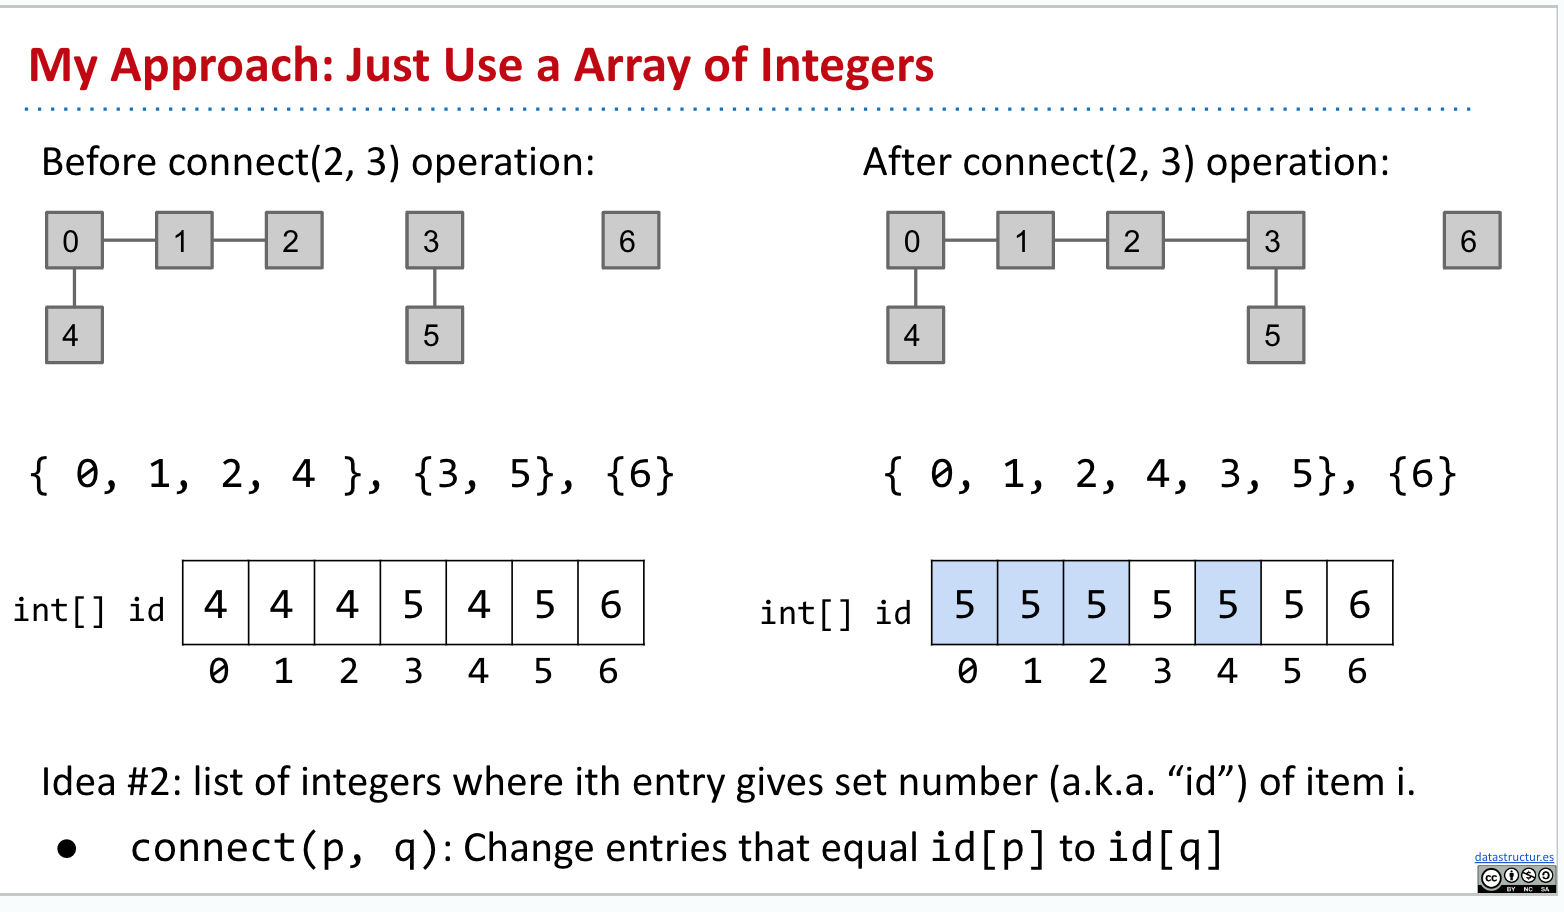 My Approach: Just Use a Array of Integers
Before connect(2, 3) operation:
After connect(2, 3) operation:
0 1 2 3 6
4 5
0 1 2 3 6
4 5
{ 0, 1, 2, 4 }, {3, 5}, {6}
{ 0, 1, 2, 4, 3, 5}, {6}
int[] id 4 4 4 5 4 5 6
0 1 2 3 4 5 6
int[] id 5 5 5 5 5 5 6
0 1 2 3 4 5 6
Idea #2: list of integers where ith entry gives set number (a.k.a. “id”) of item i.
● connect(p, q): Change entries that equal id[p] to id[q]
datastructur.es
cc
BY NC SA